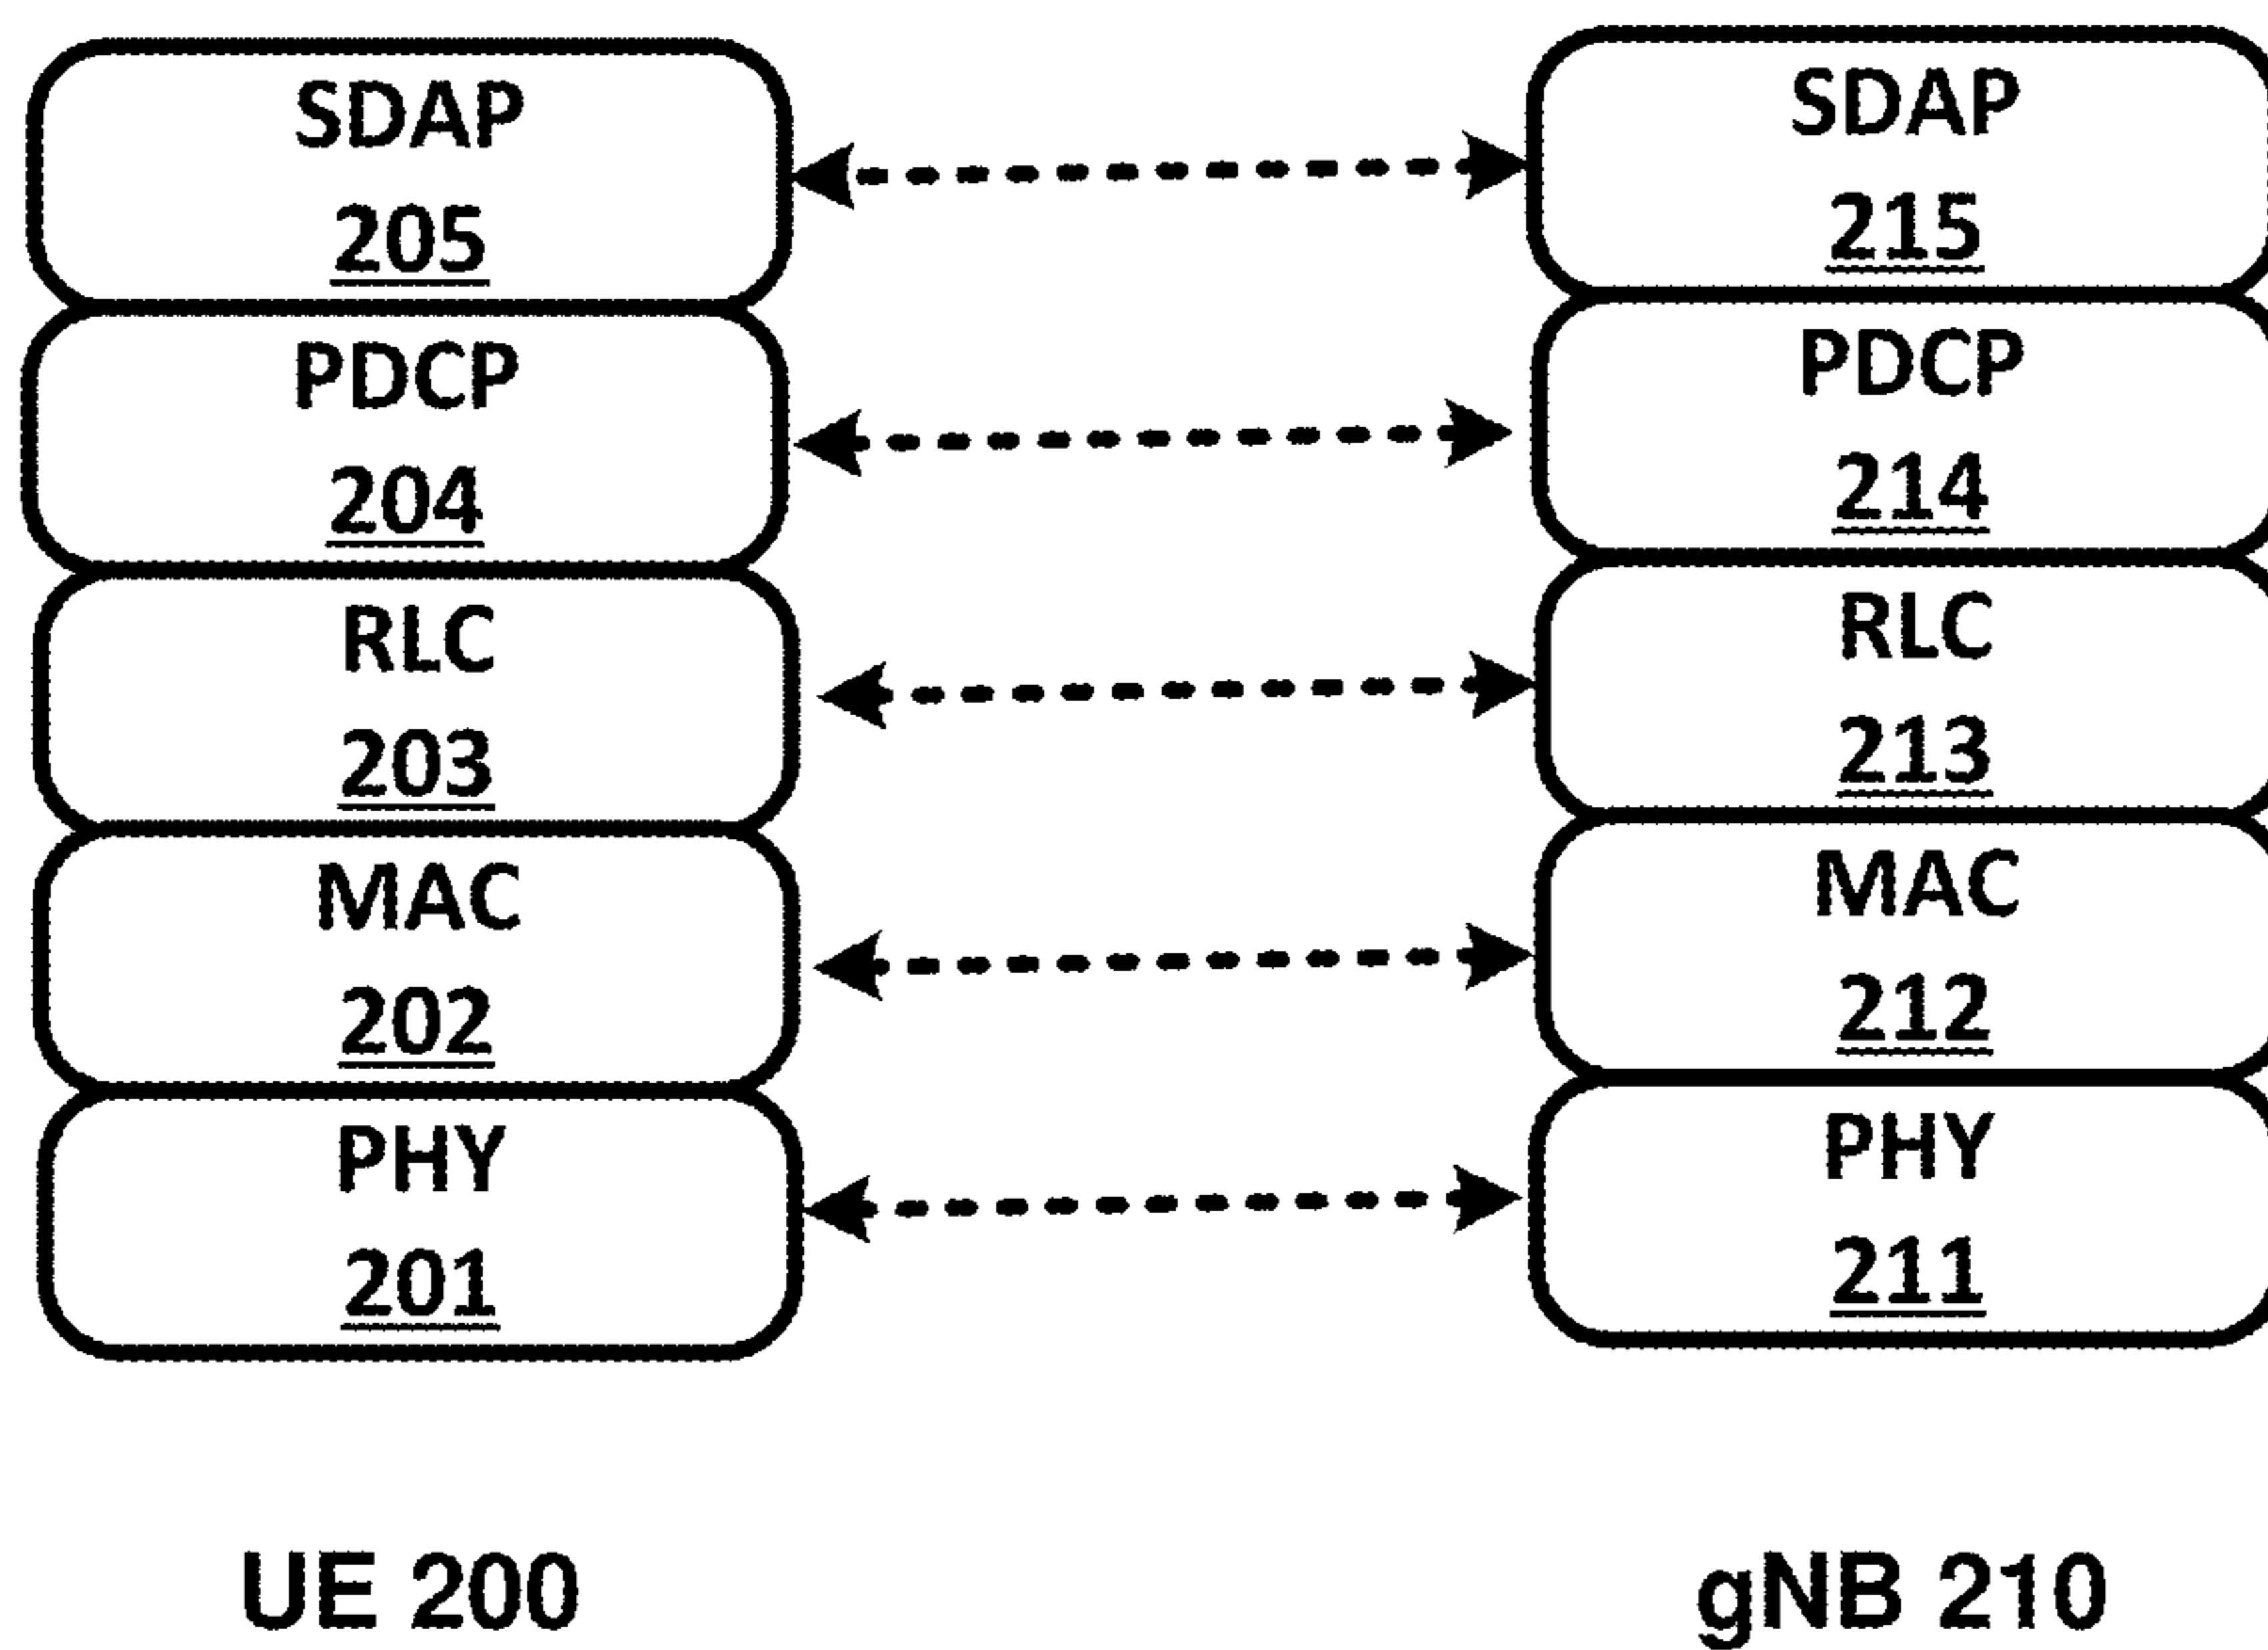 SDAP
205
PDCP
204
RLC
203
MAC
202
PHY
201
UE 200
SDAP
215
PDCP
214
RLC
213
MAC
212
PHY
211
gNB 210